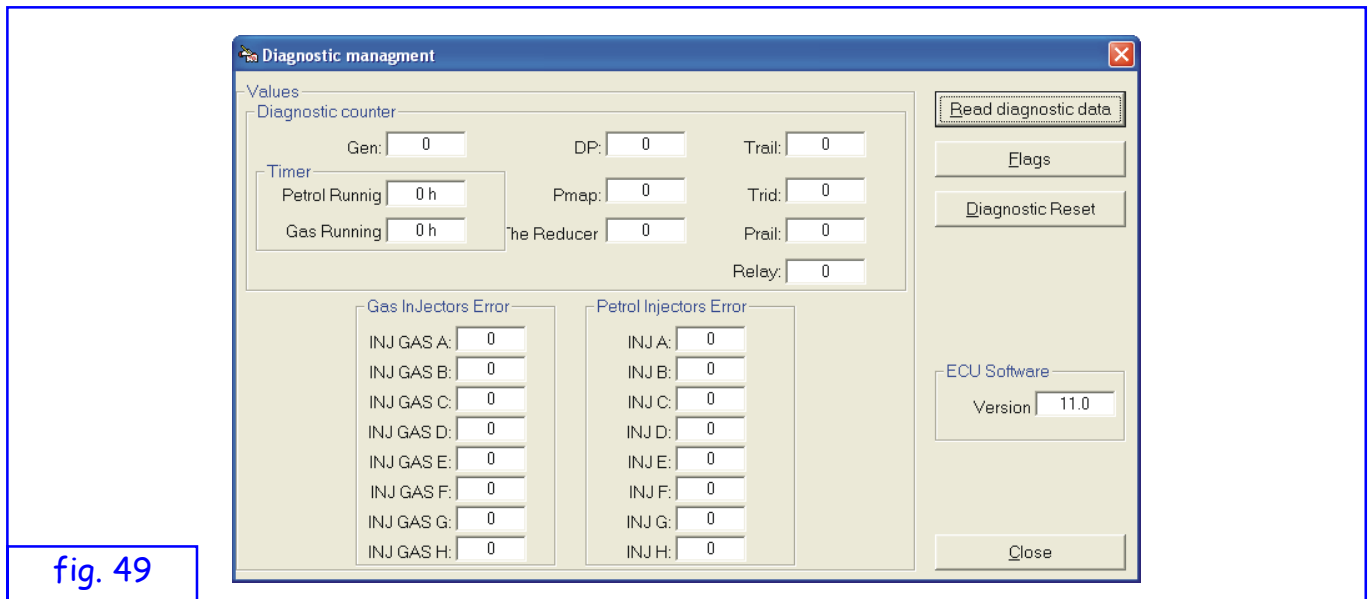 Diagnostic managment
Values
Diagnostic counter
Gen: 0 DP: 0 Trail: 0
Timer
Petrol Runnig 0 h Pmap: 0 Trid: 0
Gas Running 0 h The Reducer 0 Prail: 0
Relay: 0
Gas InJectors Error Petrol Injectors Error
INJ GAS A: 0 INJ A: 0
INJ GAS B: 0 INJ B: 0
INJ GAS C: 0 INJ C: 0
INJ GAS D: 0 INJ D: 0
INJ GAS E: 0 INJ E: 0
INJ GAS F: 0 INJ F: 0
INJ GAS G: 0 INJ G: 0
INJ GAS H: 0 INJ H: 0
Read diagnostic data
Flags
Diagnostic Reset
ECU Software
Version 11.0
Close
fig. 49